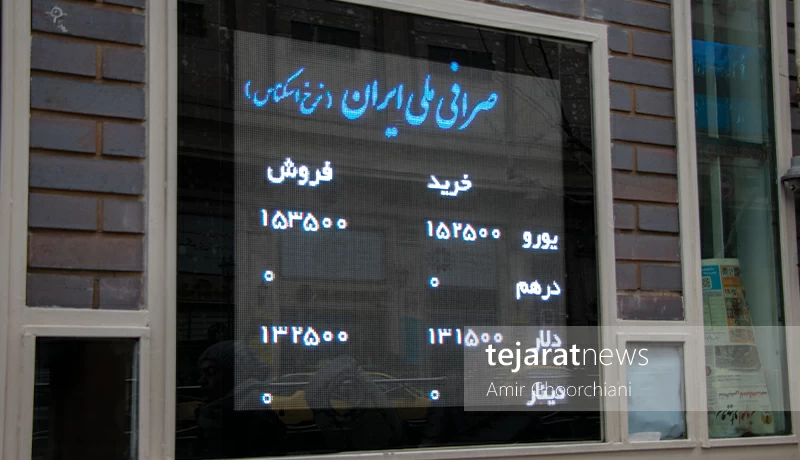 صرافی ملی ایران (نرخ اسکناس)
خرید فروش
یورو ۱۵۲۵۰۰ ۱۵۳۵۰۰
درهم ۰ ۰
دلار ۱۳۱۵۰۰ ۱۳۲۵۰۰
دینار ۰ ۰
tejaratnews
Amir Ghoorchiani